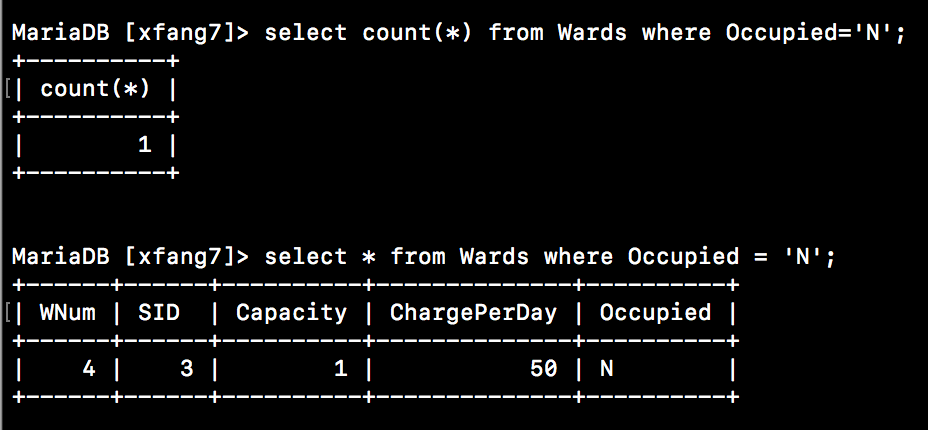 MariaDB [xfang7]> select count(*) from Wards where Occupied='N';
+----------+
[| count(*) |
+----------+
|        1 |
+----------+
MariaDB [xfang7]> select * from Wards where Occupied = 'N';
+------+------+----------+--------------+----------+
[| WNum | SID  | Capacity | ChargePerDay | Occupied |
+------+------+----------+--------------+----------+
|    4 |    3 |        1 |           50 | N        |
+------+------+----------+--------------+----------+